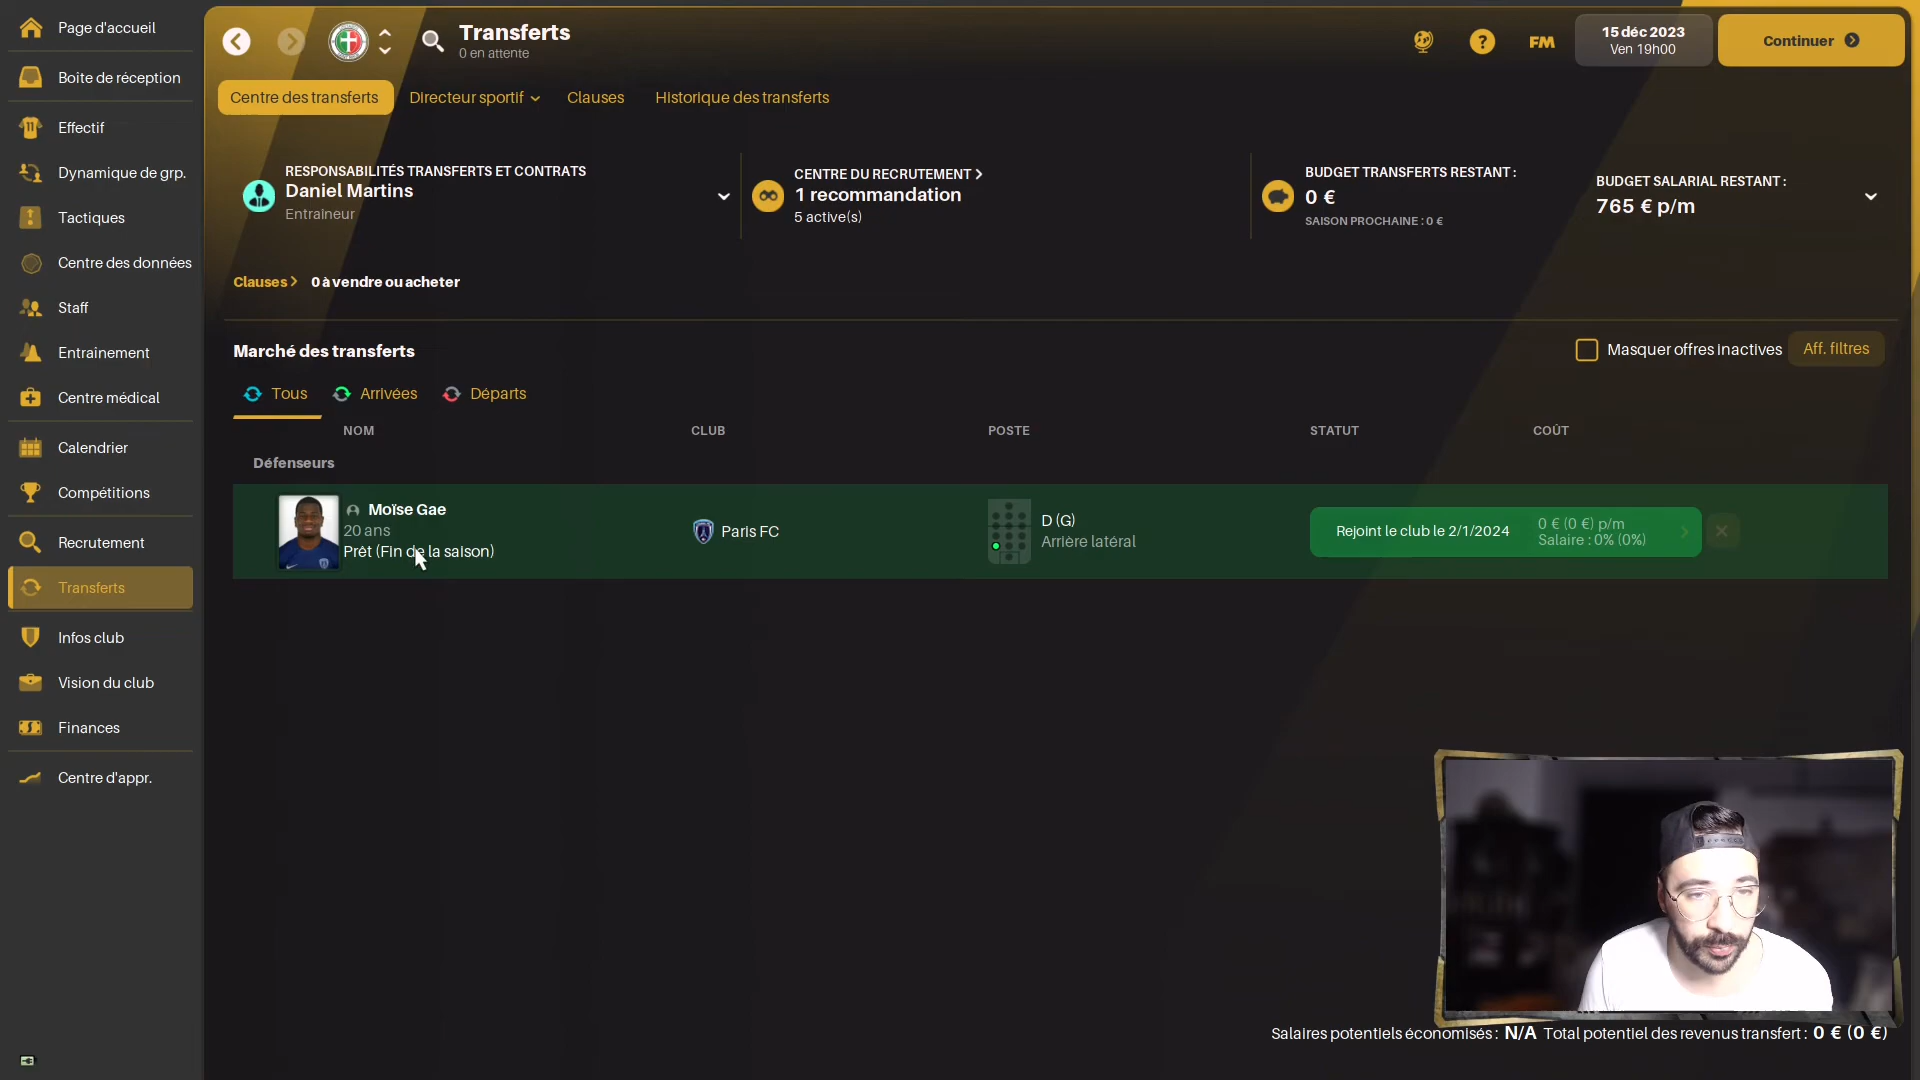 Page d'accueil
Boite de réception
Effectif
Dynamique de grp.
Tactiques
Centre des données
Staff
Entrainement
Centre médical
Calendrier
Compétitions
Recrutement
Transferts
Infos club
Vision du club
Finances
Centre d'appr.
Transferts
0 en attente
FM
15 déc 2023
Ven 19h00
Continuer
Centre des transferts
Directeur sportif
Clauses
Historique des transferts
RESPONSABILITÉS TRANSFERTS ET CONTRATS
Daniel Martins
Entraineur
CENTRE DU RECRUTEMENT >
1 recommandation
5 active(s)
BUDGET TRANSFERTS RESTANT :
0 €
SAISON PROCHAINE : 0 €
BUDGET SALARIAL RESTANT :
765 € p/m
Clauses > 0 à vendre ou acheter
Marché des transferts
Masquer offres inactives
Aff. filtres
Tous
Arrivées
Départs
NOM CLUB POSTE STATUT COÛT
Défenseurs
Moïse Gae
20 ans
Prêt (Fin de la saison)
Paris FC
D (G)
Arrière latéral
Rejoint le club le 2/1/2024
0 € (0 €) p/m
Salaire : 0% (0%)
Salaires potentiels économisés : N/A Total potentiel des revenus transfert : 0 € (0 €)